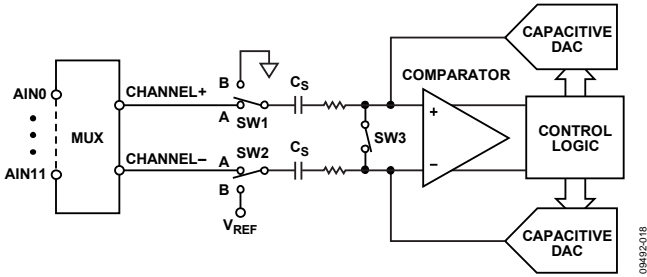 CAPACITIVE
DAC
COMPARATOR
B
CS
AIN0
CHANNEL+
A SW1
+
MUX
SW3
CONTROL
LOGIC
AIN11
CHANNEL–
A SW2
CS
–
B
VREF
CAPACITIVE
DAC
09492-018